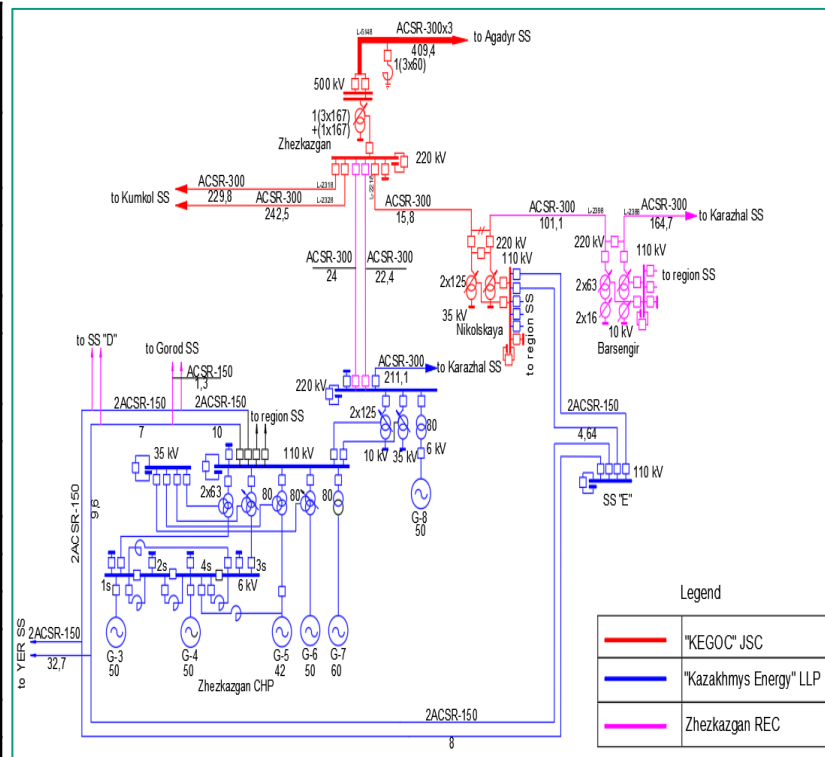 L-5148
ACSR-300x3
to Agadyr SS
409,4
1(3x60)
500 kV
1(3x167)
+(1x167)
Zhezkazgan
220 kV
ACSR-300
L-2318
to Kumkol SS
229,8
ACSR-300
L-2328
242,5
ACSR-300
15,8
ACSR-300
L-2398
101,1
L-2388
ACSR-300
164,7
to Karazhal SS
220 kV
110 kV
2x125
35 kV
Nikolskaya
to region SS
220 kV
110 kV
to region SS
2x63
2x16
10 kV
Barsengir
ACSR-300
24
ACSR-300
22,4
ACSR-300
to Karazhal SS
211,1
220 kV
to SS "D"
to Gorod SS
ACSR-150
1,3
2ACSR-150
2ACSR-150
7
10
to region SS
2x125
80
10 kV
35 kV
6 kV
35 kV
110 kV
2x63
80
80
80
G-8
50
2ACSR-150
4,64
110 kV
SS "E"
2ACSR-150
9,6
1s
2s
4s
3s
6 kV
G-3
50
G-4
50
G-5
42
G-6
50
G-7
60
Zhezkazgan CHP
2ACSR-150
to YER SS
32,7
2ACSR-150
8
Legend
"KEGOC" JSC
"Kazakhmys Energy" LLP
Zhezkazgan REC